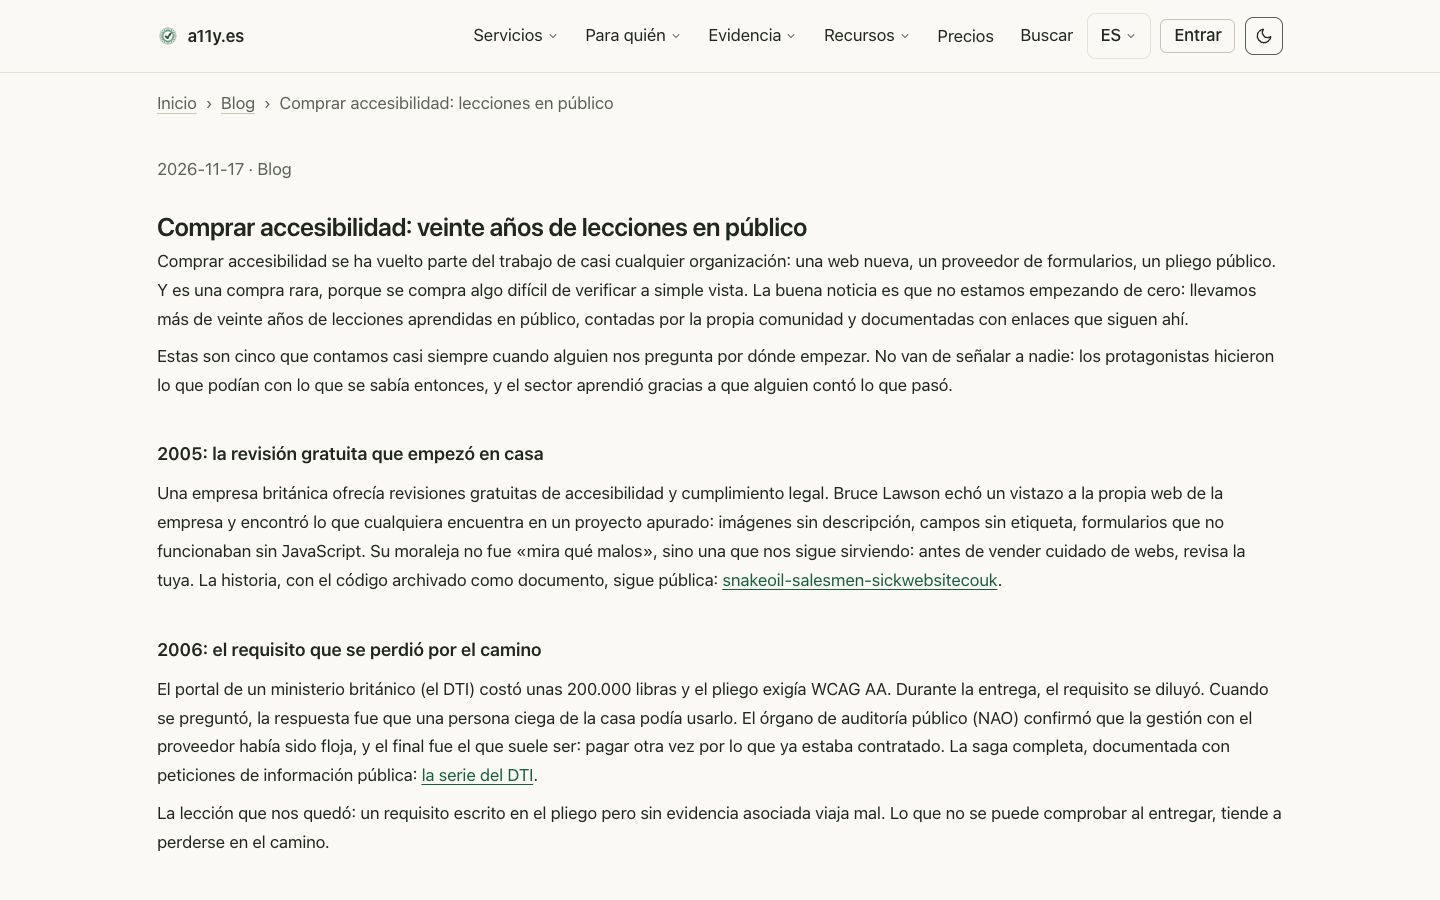 a11y.es
Servicios
Para quién
Evidencia
Recursos
Precios
Buscar
ES
Entrar
Inicio › Blog › Comprar accesibilidad: lecciones en público
2026-11-17 · Blog
Comprar accesibilidad: veinte años de lecciones en público
Comprar accesibilidad se ha vuelto parte del trabajo de casi cualquier organización: una web nueva, un proveedor de formularios, un pliego público.
Y es una compra rara, porque se compra algo difícil de verificar a simple vista. La buena noticia es que no estamos empezando de cero: llevamos
más de veinte años de lecciones aprendidas en público, contadas por la propia comunidad y documentadas con enlaces que siguen ahí.
Estas son cinco que contamos casi siempre cuando alguien nos pregunta por dónde empezar. No van de señalar a nadie: los protagonistas hicieron
lo que podían con lo que se sabía entonces, y el sector aprendió gracias a que alguien contó lo que pasó.
2005: la revisión gratuita que empezó en casa
Una empresa británica ofrecía revisiones gratuitas de accesibilidad y cumplimiento legal. Bruce Lawson echó un vistazo a la propia web de la
empresa y encontró lo que cualquiera encuentra en un proyecto apurado: imágenes sin descripción, campos sin etiqueta, formularios que no
funcionaban sin JavaScript. Su moraleja no fue «mira qué malos», sino una que nos sigue sirviendo: antes de vender cuidado de webs, revisa la
tuya. La historia, con el código archivado como documento, sigue pública: snakeoil-salesmen-sickwebsitecouk.
2006: el requisito que se perdió por el camino
El portal de un ministerio británico (el DTI) costó unas 200.000 libras y el pliego exigía WCAG AA. Durante la entrega, el requisito se diluyó. Cuando
se preguntó, la respuesta fue que una persona ciega de la casa podía usarlo. El órgano de auditoría público (NAO) confirmó que la gestión con el
proveedor había sido floja, y el final fue el que suele ser: pagar otra vez por lo que ya estaba contratado. La saga completa, documentada con
peticiones de información pública: la serie del DTI.
La lección que nos quedó: un requisito escrito en el pliego pero sin evidencia asociada viaja mal. Lo que no se puede comprobar al entregar, tiende a
perderse en el camino.